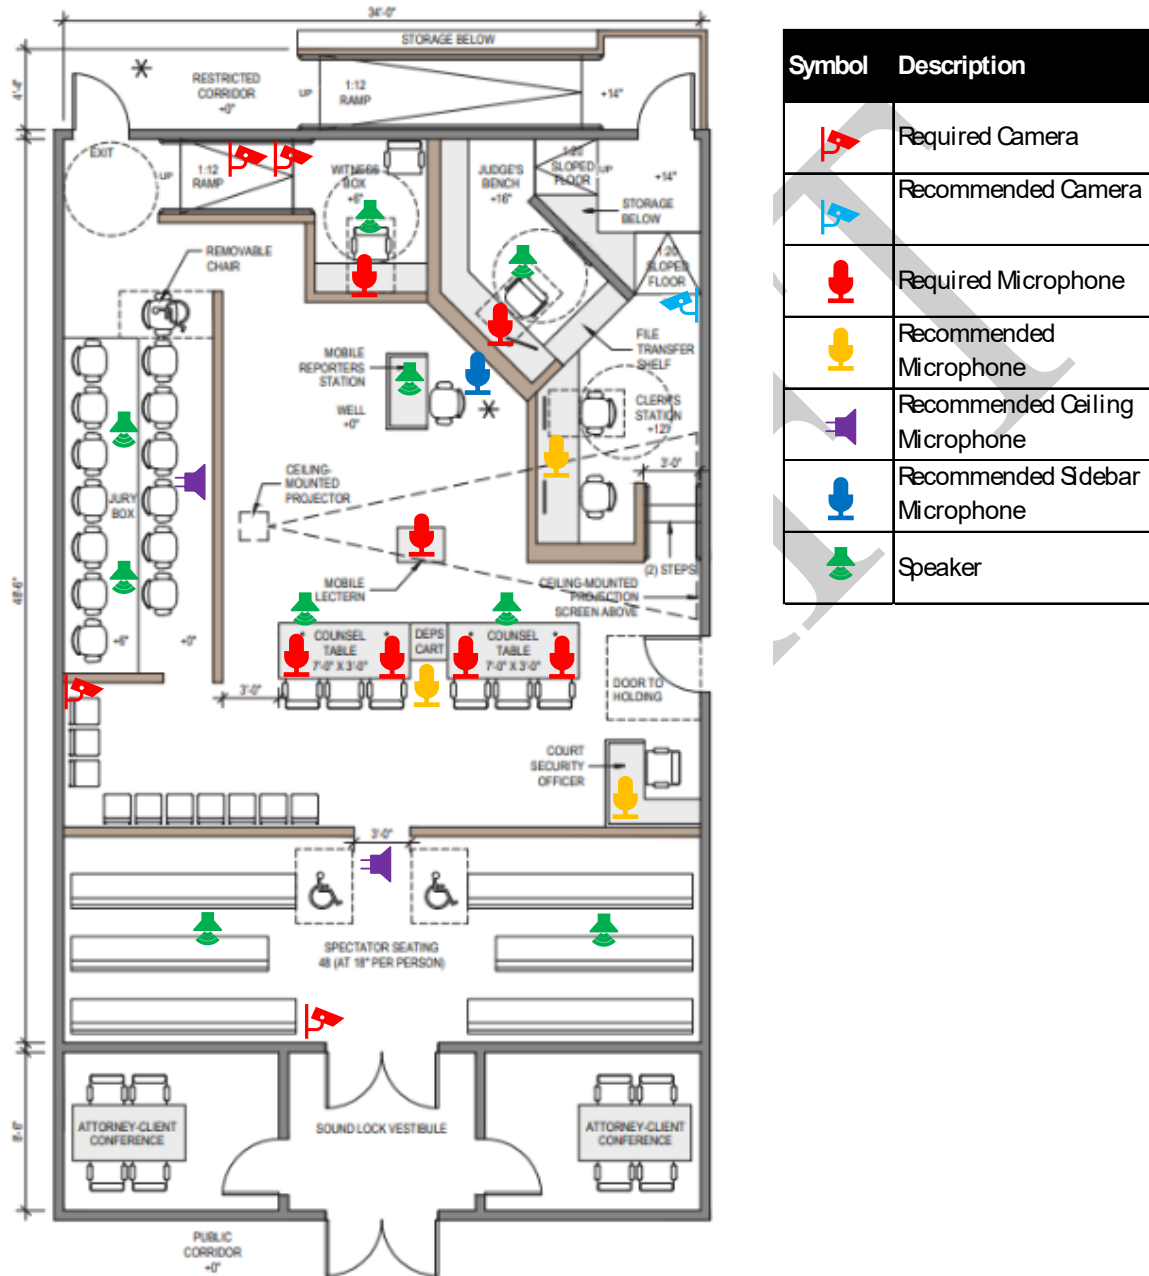 34'-0"
STORAGE BELOW
4'-4"
RESTRICTED
CORRIDOR
+0"
UP
1:12
RAMP
+14"
EXIT
UP
1:12
RAMP
WITNESS
BOX
+6"
JUDGE'S
BENCH
+16"
1:20
SLOPED
FLOOR
UP
+14"
STORAGE
BELOW
REMOVABLE
CHAIR
1:20
SLOPED
FLOOR
MOBILE
REPORTERS
STATION
FILE
TRANSFER
SHELF
WELL
+0"
CLERK'S
STATION
+12"
3'-0"
CEILING-
MOUNTED
PROJECTOR
JURY
BOX
48'-6"
(2) STEPS
MOBILE
LECTERN
CEILING-MOUNTED
PROJECTION
SCREEN ABOVE
+6"
+0"
COUNSEL
TABLE
7'-0" X 3'-0"
DEPS
CART
COUNSEL
TABLE
7'-0" X 3'-0"
3'-0"
DOOR TO
HOLDING
COURT
SECURITY
OFFICER
3'-0"
SPECTATOR SEATING
48 (AT 18" PER PERSON)
8'-6"
ATTORNEY-CLIENT
CONFERENCE
SOUND LOCK VESTIBULE
ATTORNEY-CLIENT
CONFERENCE
PUBLIC
CORRIDOR
+0"
Symbol Description
Required Camera
Recommended Camera
Required Microphone
Recommended
Microphone
Recommended Ceiling
Microphone
Recommended Sidebar
Microphone
Speaker